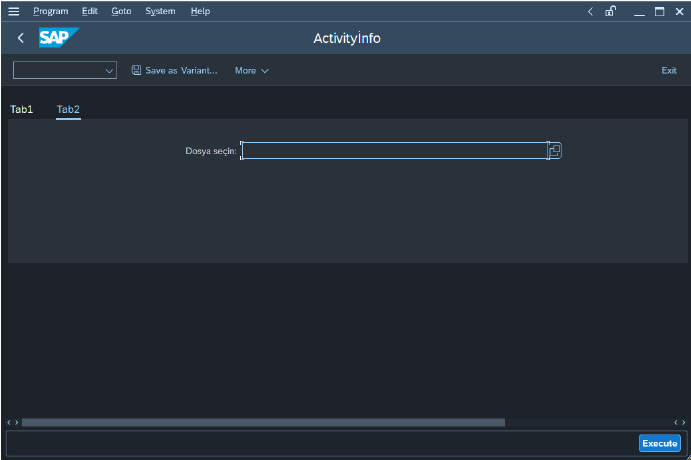 Program Edit Goto System Help
SAP ActivityInfo
Save as Variant... More Exit
Tab1 Tab2
Dosya seçin:
Execute